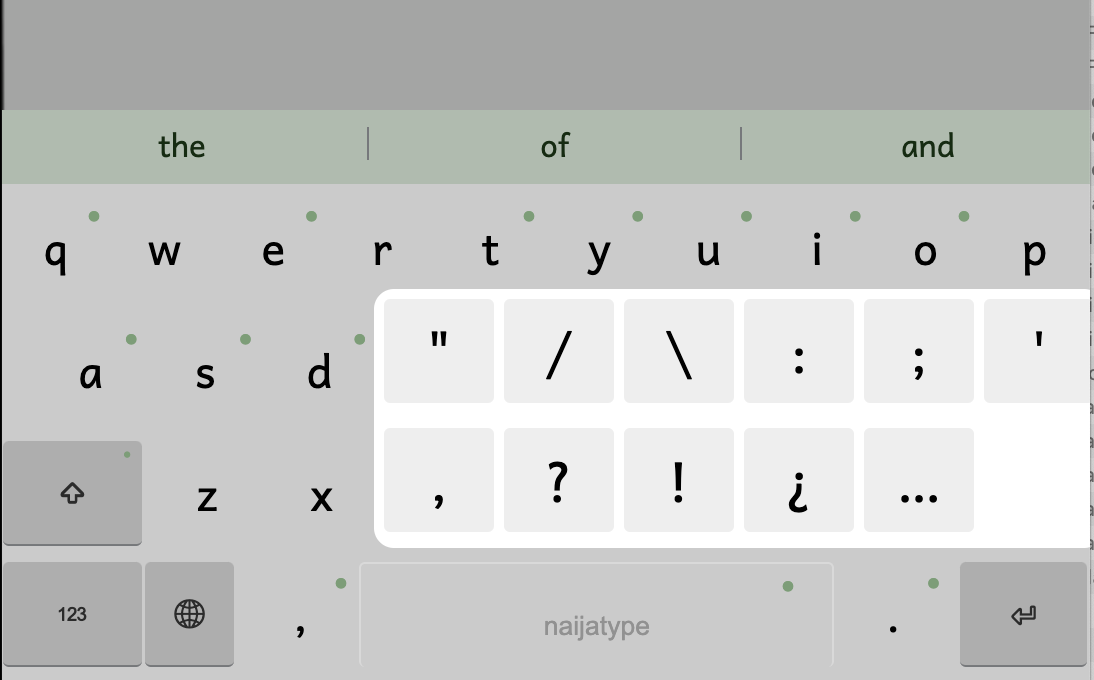 the of and
q w e r t y u i o p
a s d " / \ : ; '
z x , ? ! ¿ ...
123 , naijatype .